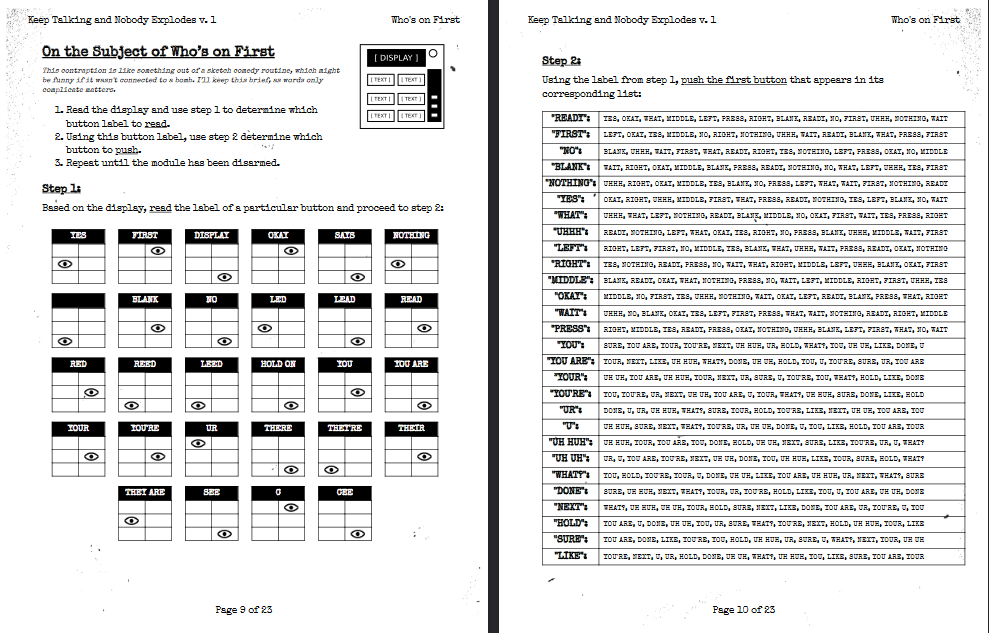 Keep Talking and Nobody Explodes v. 1
Who's on First
On the Subject of Who's on First
This contraption is like something out of a sketch comedy routine, which might
be funny if it wasn't connected to a bomb. I'll keep this brief, as words only
complicate matters.
[ DISPLAY ]
[ TEXT ] [ TEXT ]
[ TEXT ] [ TEXT ]
[ TEXT ] [ TEXT ]
1. Read the display and use step 1 to determine which
button label to read.
2. Using this button label, use step 2 determine which
button to push.
3. Repeat until the module has been disarmed.
Step 1:
Based on the display, read the label of a particular button and proceed to step 2:
YES FIRST DISPLAY OKAY SAYS NOTHING
BLANK NO LED LEAD READ
RED REED LEED HOLD ON YOU YOU ARE
YOUR YOU'RE UR THERE THEY'RE THEIR
THEY ARE SEE C CEE
Page 9 of 23
Keep Talking and Nobody Explodes v. 1
Who's on First
Step 2:
Using the label from step 1, push the first button that appears in its
corresponding list:
"READY": YES, OKAY, WHAT, MIDDLE, LEFT, PRESS, RIGHT, BLANK, READY, NO, FIRST, UHHH, NOTHING, WAIT
"FIRST": LEFT, OKAY, YES, MIDDLE, NO, RIGHT, NOTHING, UHHH, WAIT, READY, BLANK, WHAT, PRESS, FIRST
"NO": BLANK, UHHH, WAIT, FIRST, WHAT, READY, RIGHT, YES, NOTHING, LEFT, PRESS, OKAY, NO, MIDDLE
"BLANK": WAIT, RIGHT, OKAY, MIDDLE, BLANK, PRESS, READY, NOTHING, NO, WHAT, LEFT, UHHH, YES, FIRST
"NOTHING": UHHH, RIGHT, OKAY, MIDDLE, YES, BLANK, NO, PRESS, LEFT, WHAT, WAIT, FIRST, NOTHING, READY
"YES": OKAY, RIGHT, UHHH, MIDDLE, FIRST, WHAT, PRESS, READY, NOTHING, YES, LEFT, BLANK, NO, WAIT
"WHAT": UHHH, WHAT, LEFT, NOTHING, READY, BLANK, MIDDLE, NO, OKAY, FIRST, WAIT, YES, PRESS, RIGHT
"UHHH": READY, NOTHING, LEFT, WHAT, OKAY, YES, RIGHT, NO, PRESS, BLANK, UHHH, MIDDLE, WAIT, FIRST
"LEFT": RIGHT, LEFT, FIRST, NO, MIDDLE, YES, BLANK, WHAT, UHHH, WAIT, PRESS, READY, OKAY, NOTHING
"RIGHT": YES, NOTHING, READY, PRESS, NO, WAIT, WHAT, RIGHT, MIDDLE, LEFT, UHHH, BLANK, OKAY, FIRST
"MIDDLE": BLANK, READY, OKAY, WHAT, NOTHING, PRESS, NO, WAIT, LEFT, MIDDLE, RIGHT, FIRST, UHHH, YES
"OKAY": MIDDLE, NO, FIRST, YES, UHHH, NOTHING, WAIT, OKAY, LEFT, READY, BLANK, PRESS, WHAT, RIGHT
"WAIT": UHHH, NO, BLANK, OKAY, YES, LEFT, FIRST, PRESS, WHAT, WAIT, NOTHING, READY, RIGHT, MIDDLE
"PRESS": RIGHT, MIDDLE, YES, READY, PRESS, OKAY, NOTHING, UHHH, BLANK, LEFT, FIRST, WHAT, NO, WAIT
"YOU": SURE, YOU ARE, YOUR, YOU'RE, NEXT, UH HUH, UR, HOLD, WHAT?, YOU, UH UH, LIKE, DONE, U
"YOU ARE": YOUR, NEXT, LIKE, UH HUH, WHAT?, DONE, UH UH, HOLD, YOU, U, YOU'RE, SURE, UR, YOU ARE
"YOUR": UH UH, YOU ARE, UH HUH, YOUR, NEXT, UR, SURE, U, YOU'RE, YOU, WHAT?, HOLD, LIKE, DONE
"YOU'RE": YOU, YOU'RE, UR, NEXT, UH UH, YOU ARE, U, YOUR, WHAT?, UH HUH, SURE, DONE, LIKE, HOLD
"UR": DONE, U, UR, UH HUH, WHAT?, SURE, YOUR, HOLD, YOU'RE, LIKE, NEXT, UH UH, YOU ARE, YOU
"U": UH HUH, SURE, NEXT, WHAT?, YOU'RE, UR, UH UH, DONE, U, YOU, LIKE, HOLD, YOU ARE, YOUR
"UH HUH": UH HUH, YOUR, YOU ARE, YOU, DONE, HOLD, UH UH, NEXT, SURE, LIKE, YOU'RE, UR, U, WHAT?
"UH UH": UR, U, YOU ARE, YOU'RE, NEXT, UH UH, DONE, YOU, UH HUH, LIKE, YOUR, SURE, HOLD, WHAT?
"WHAT?": YOU, HOLD, YOU'RE, YOUR, U, DONE, UH UH, LIKE, YOU ARE, UH HUH, UR, NEXT, WHAT?, SURE
"DONE": SURE, UH HUH, NEXT, WHAT?, YOUR, UR, YOU'RE, HOLD, LIKE, YOU, U, YOU ARE, UH UH, DONE
"NEXT": WHAT?, UH HUH, UH UH, YOUR, HOLD, SURE, NEXT, LIKE, DONE, YOU ARE, UR, YOU'RE, U, YOU
"HOLD": YOU ARE, U, DONE, UH UH, YOU, UR, SURE, WHAT?, YOU'RE, NEXT, HOLD, UH HUH, YOUR, LIKE
"SURE": YOU ARE, DONE, LIKE, YOU'RE, YOU, HOLD, UH HUH, UR, SURE, U, WHAT?, NEXT, YOUR, UH UH
"LIKE": YOU'RE, NEXT, U, UR, HOLD, DONE, UH UH, WHAT?, UH HUH, YOU, LIKE, SURE, YOU ARE, YOUR
Page 10 of 23